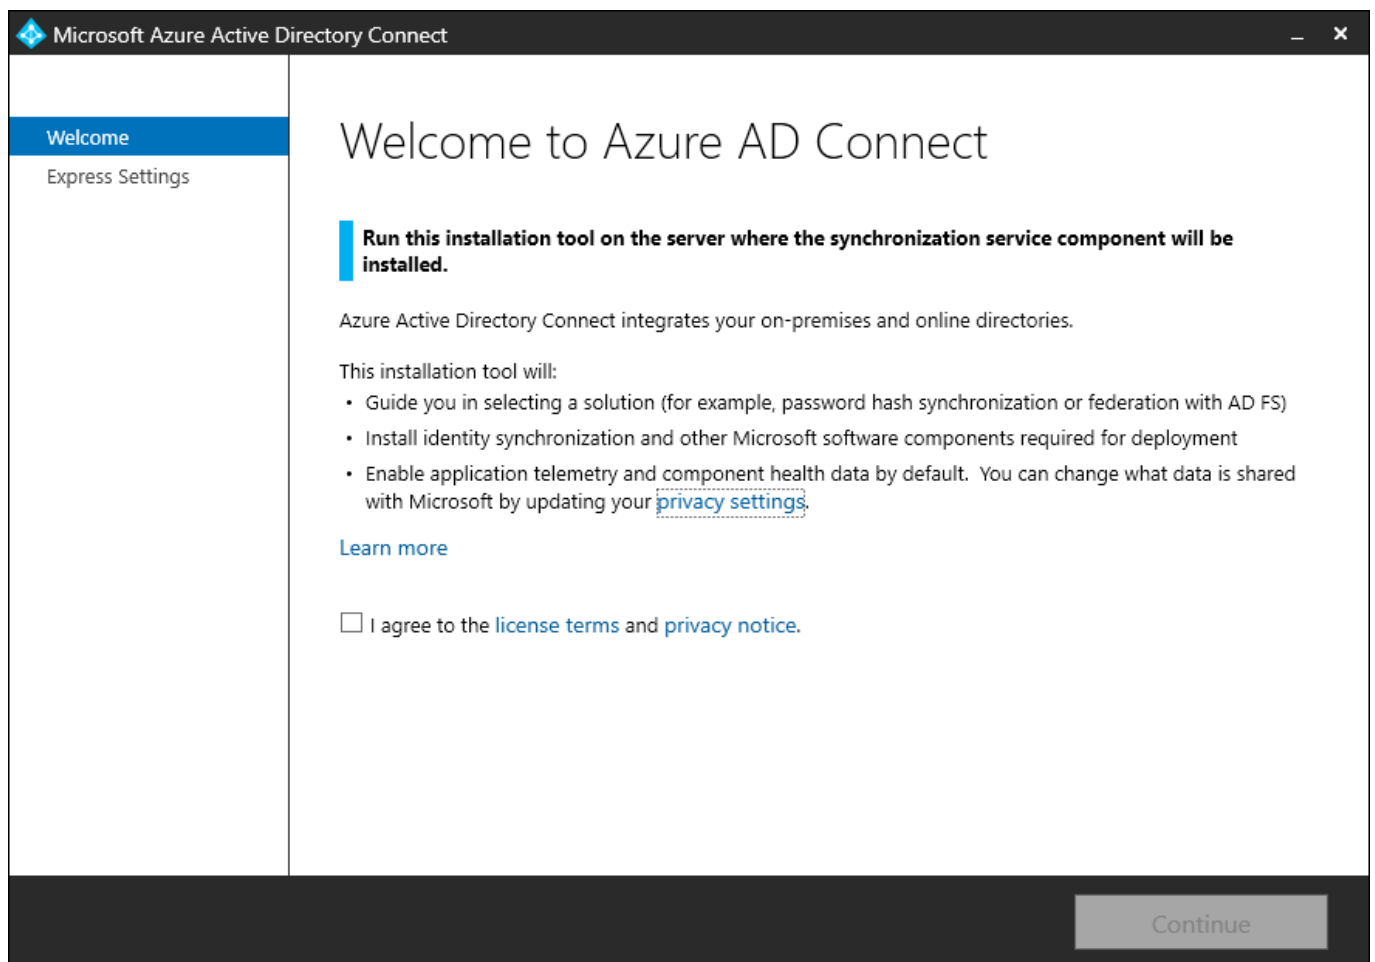 Microsoft Azure Active Directory Connect
Welcome
Express Settings
Welcome to Azure AD Connect
Run this installation tool on the server where the synchronization service component will be
installed.
Azure Active Directory Connect integrates your on-premises and online directories.
This installation tool will:
• Guide you in selecting a solution (for example, password hash synchronization or federation with AD FS)
• Install identity synchronization and other Microsoft software components required for deployment
• Enable application telemetry and component health data by default.  You can change what data is shared
with Microsoft by updating your privacy settings.
Learn more
I agree to the license terms and privacy notice.
Continue